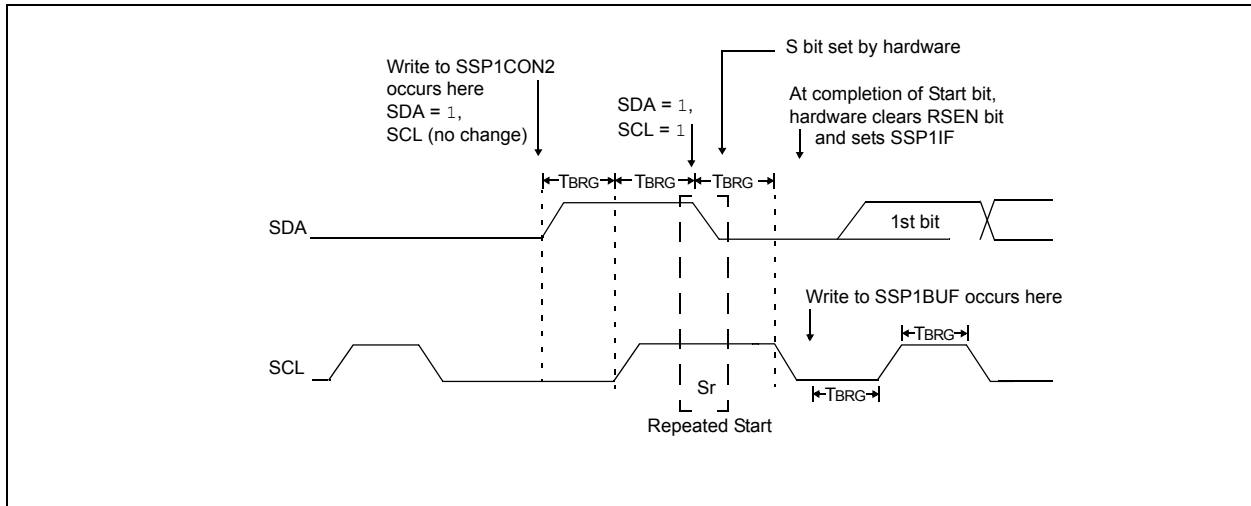 S bit set by hardware
Write to SSP1CON2
occurs here
SDA = 1,
SCL (no change)
SDA = 1,
SCL = 1
At completion of Start bit,
hardware clears RSEN bit
and sets SSP1IF
TBRG
TBRG
TBRG
SDA
1st bit
Write to SSP1BUF occurs here
TBRG
SCL
Sr
TBRG
Repeated Start